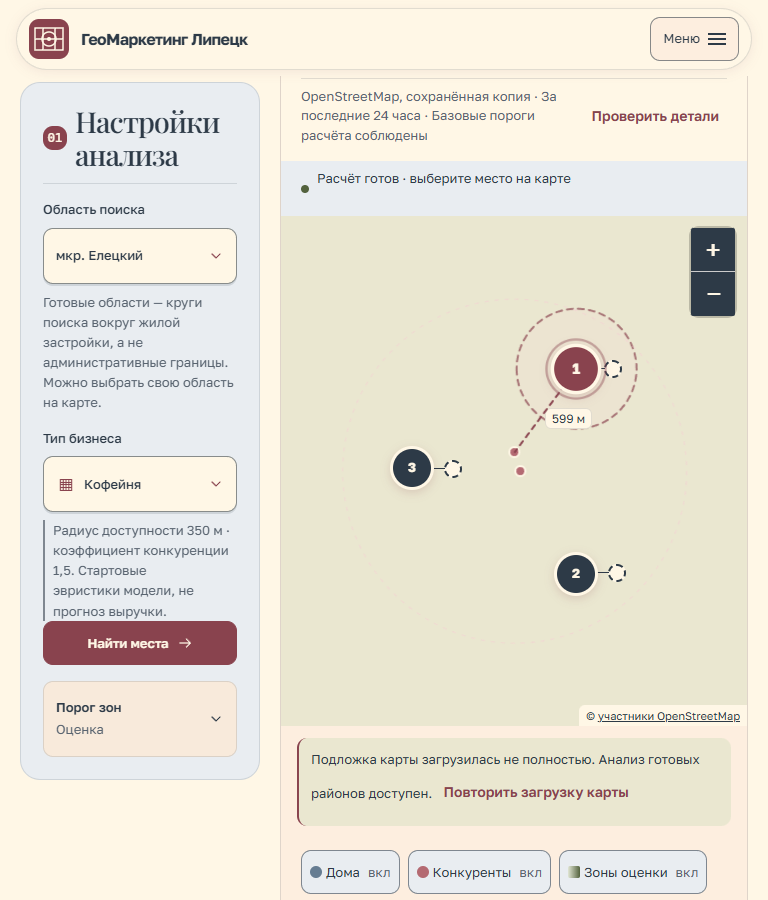 ГеоМаркетинг Липецк
Меню
01
Настройки
анализа
Область поиска
мкр. Елецкий
Готовые области — круги
поиска вокруг жилой
застройки, а не
административные границы.
Можно выбрать свою область
на карте.
Тип бизнеса
Кофейня
Радиус доступности 350 м ·
коэффициент конкуренции
1,5. Стартовые
эвристики модели, не
прогноз выручки.
Найти места →
Порог зон
Оценка
OpenStreetMap, сохранённая копия · За
последние 24 часа · Базовые пороги
расчёта соблюдены
Проверить детали
Расчёт готов · выберите место на карте
+
−
1
599 м
3
2
© участники OpenStreetMap
Подложка карты загрузилась не полностью. Анализ готовых
районов доступен. Повторить загрузку карты
Дома вкл
Конкуренты вкл
Зоны оценки вкл